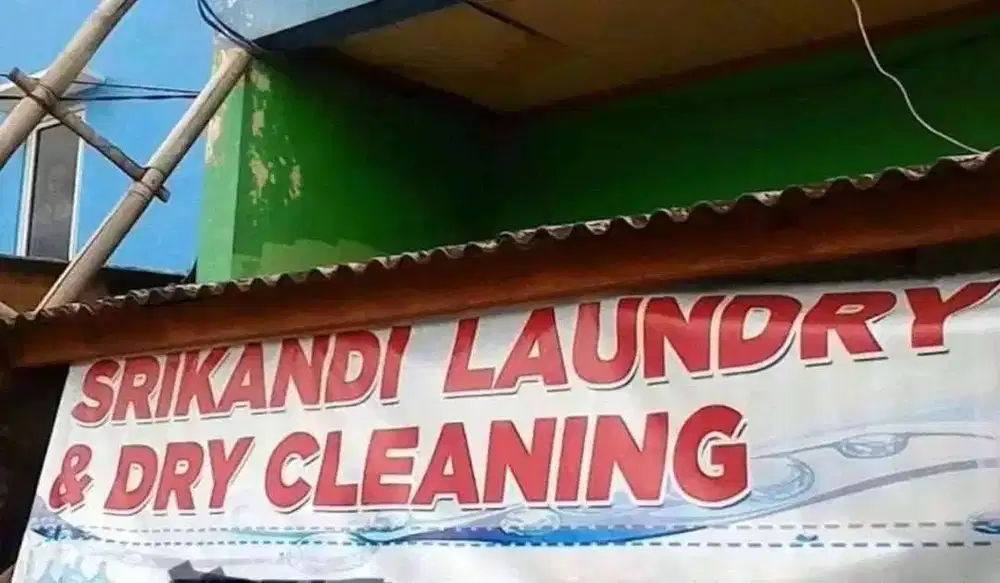 SRIKANDI LAUNDRY
& DRY CLEANING